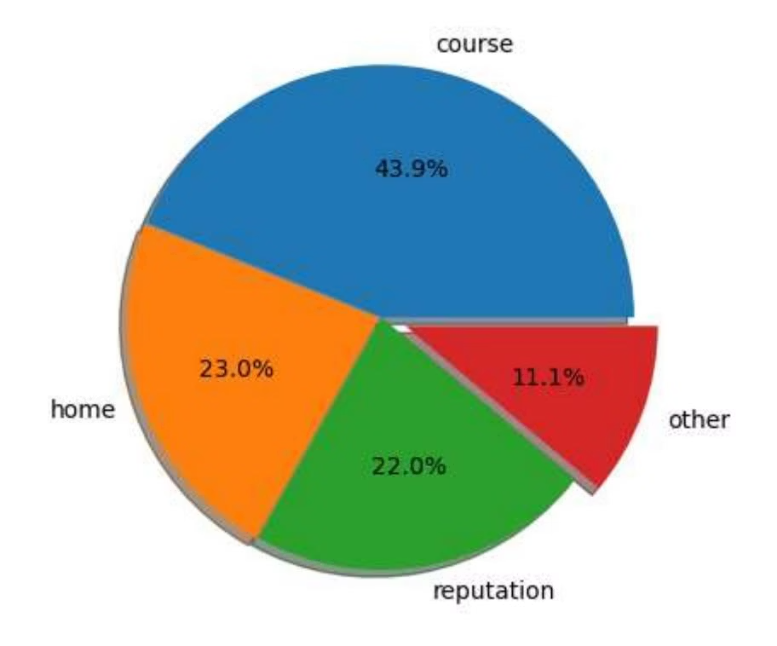 course
43.9%
23.0%
11.1%
home
other
22.0%
reputation